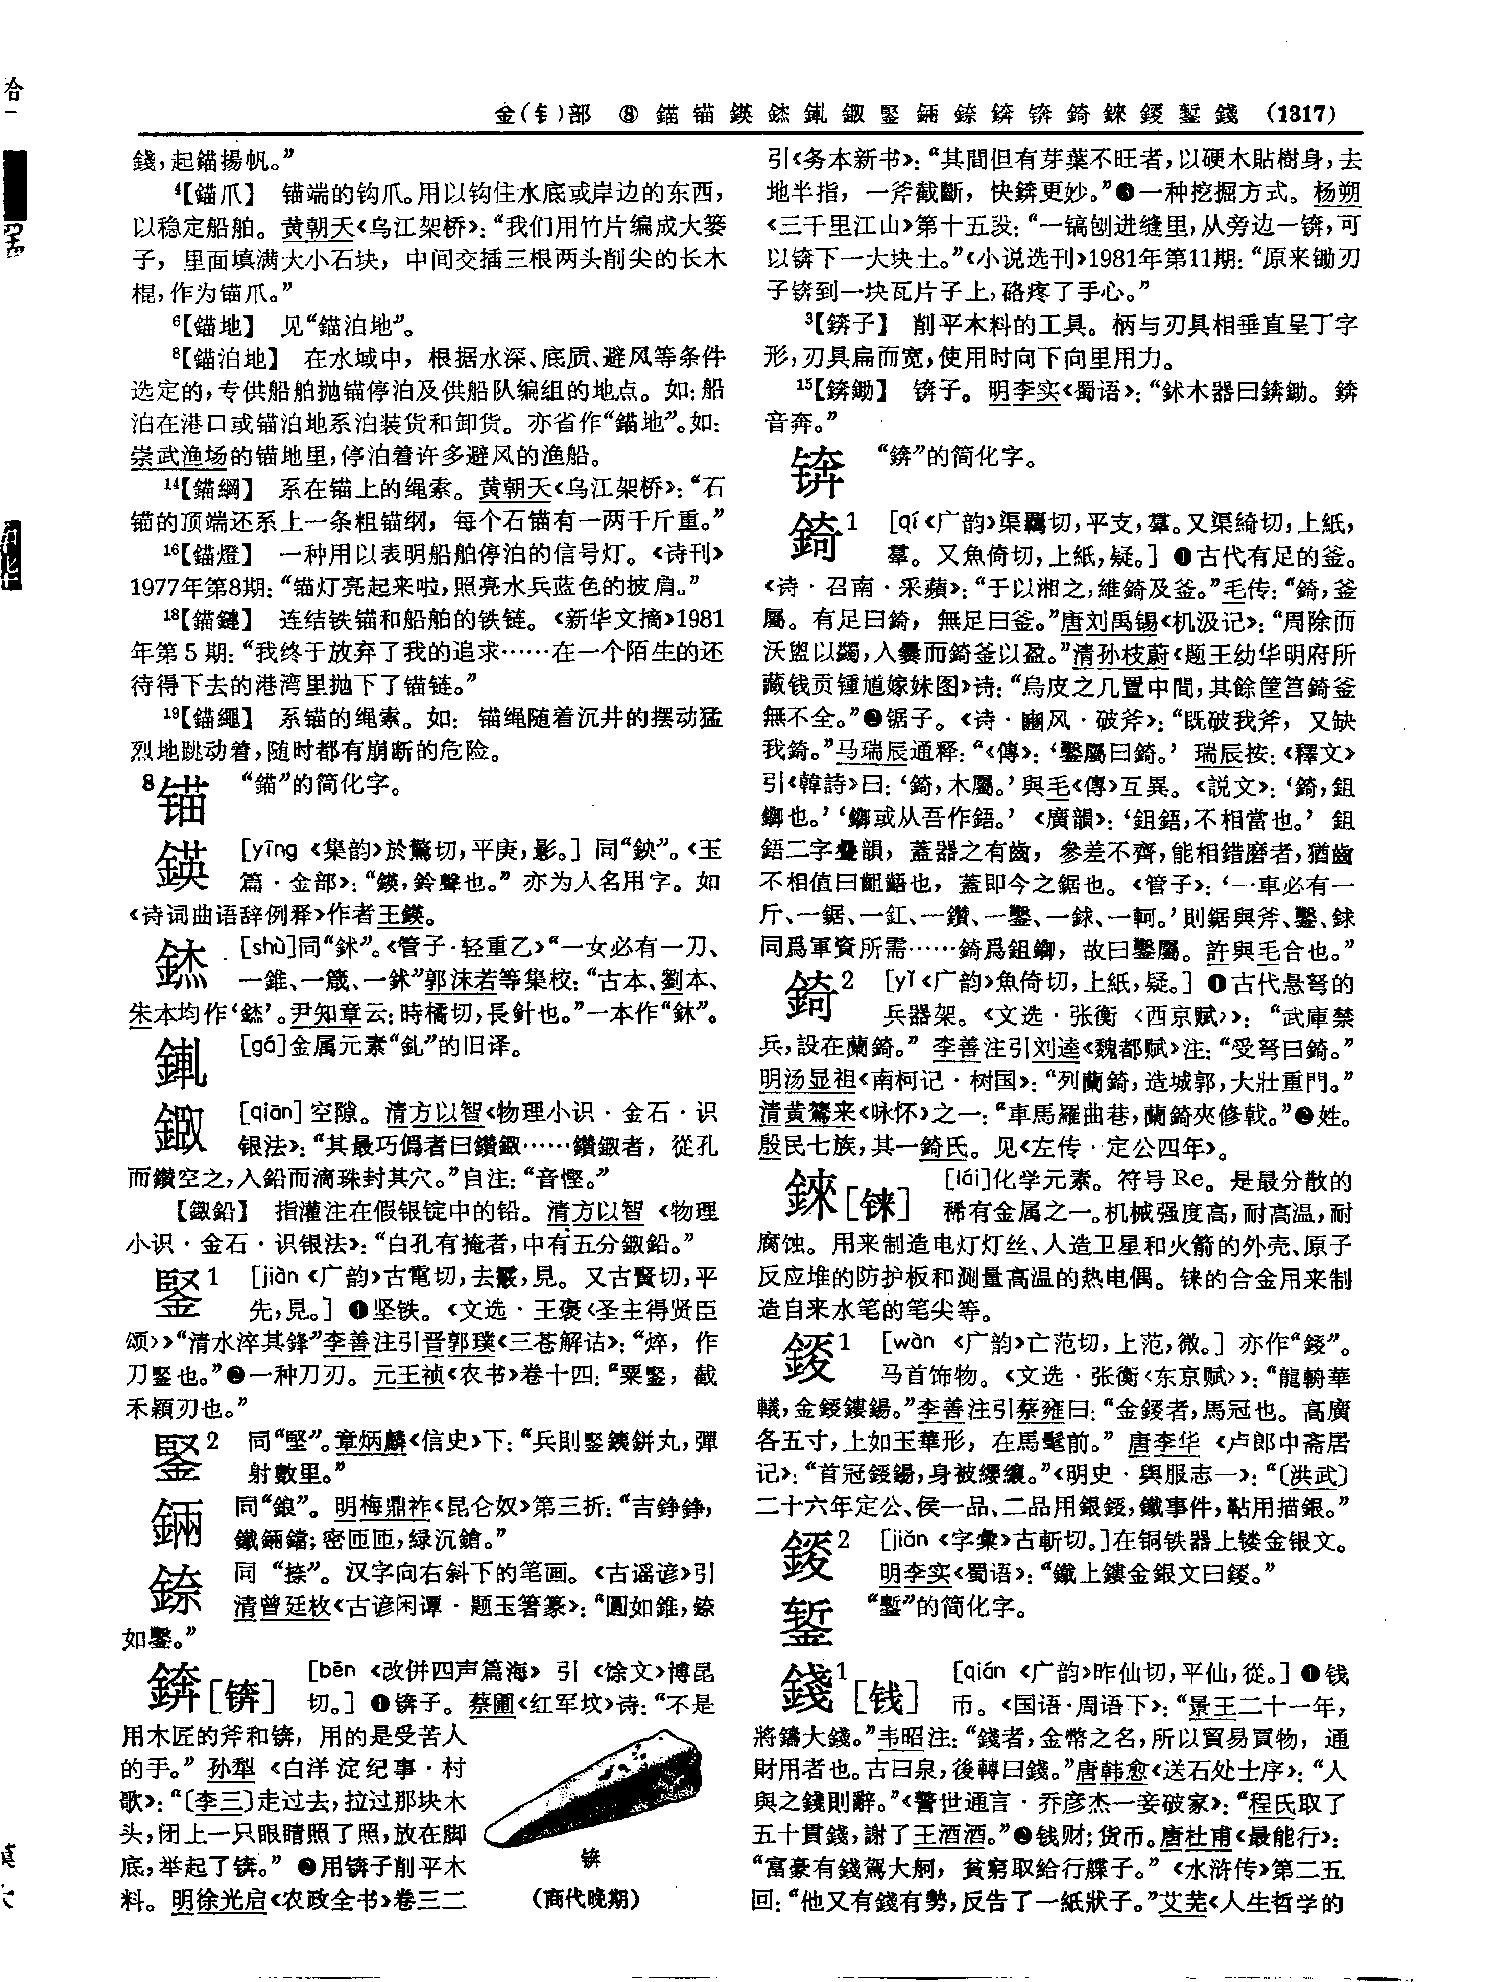 金(钅)部 ⑧ 錨 锚 鍈 錰 錷 鏾 鋻 鎘 錼 錛 锛 錡 錸 錽 錾 錢 (1317)
錢，起錨揚帆。”
⁴【錨爪】 锚端的钩爪。用以钩住水底或岸边的东西，
以稳定船舶。黄朝天《乌江架桥》：“我们用竹片编成大篓
子，里面填满大小石块，中间交插三根两头削尖的长木
棍，作为锚爪。”
⁶【錨地】 见“錨泊地”。
⁸【錨泊地】 在水域中，根据水深、底质、避风等条件
选定的，专供船舶抛锚停泊及供船队编组的地点。如：船
泊在港口或锚泊地系泊装货和卸货。亦省作“錨地”。如：
崇武渔场的锚地里，停泊着许多避风的渔船。
¹⁴【錨綱】 系在锚上的绳索。黄朝天《乌江架桥》：“石
锚的顶端还系上一条粗锚纲，每个石锚有一两千斤重。”
¹⁶【錨燈】 一种用以表明船舶停泊的信号灯。《诗刊》
1977年第8期：“锚灯亮起来啦，照亮水兵蓝色的披肩。”
¹⁸【錨鏈】 连结铁锚和船舶的铁链。《新华文摘》1981
年第5期：“我终于放弃了我的追求……在一个陌生的还
待得下去的港湾里抛下了锚链。”
¹⁹【錨繩】 系锚的绳索。如：锚绳随着沉井的摆动猛
烈地跳动着，随时都有崩断的危险。
⁸锚 “錨”的简化字。
鍈 [yīng《集韵》於驚切，平庚，影。] 同“鉠”。《玉
篇·金部》：“鍈，鈴聲也。”亦为人名用字。如
《诗词曲语辞例释》作者王鍈。
[shù]同“鉥”。《管子·轻重乙》“一女必有一刀、
一錐、一箴、一鉥”郭沫若等集校：“古本、劉本、
朱本均作‘’。尹知章云：時橘切，長針也。”一本作“鉥”。
[gá]金属元素“釓”的旧译。
[qiān] 空隙。清方以智《物理小识·金石·识
银法》：“其最巧僞者曰鑽……鑽者，從孔
而鑽空之，入鉛而滴珠封其穴。”自注：“音慳。”
【鉛】 指灌注在假银锭中的铅。清方以智《物理
小识·金石·识银法》：“白孔有掩者，中有五分鉛。”
鋻¹ [jiàn《广韵》古電切，去霰，見。又古賢切，平
先，見。] ❶坚铁。《文选·王褒〈圣主得贤臣
颂〉》“清水淬其鋒”李善注引晋郭璞《三苍解诂》：“焠，作
刀鋻也。”❷一种刀刃。元王祯《农书》卷十四：“粟鋻，截
禾穎刃也。”
鋻² 同“堅”。章炳麟《信史》下：“兵則鋻銕鉼丸，彈
射數里。”
同“鋃”。明梅鼎祚《昆仑奴》第三折：“吉錚錚，
鐵鐺；密匝匝，緑沉鎗。”
同“捺”。汉字向右斜下的笔画。《古谣谚》引
清曾廷枚《古谚闲谭·题玉箸篆》：“圓如錐，錼
如鑿。”
錛[锛] [bēn《改併四声篇海》引《馀文》博昆
切。] ❶锛子。蔡圃《红军坟》诗：“不是
用木匠的斧和锛，用的是受苦人
的手。”孙犁《白洋淀纪事·村
歌》：“〔李三〕走过去，拉过那块木
头，闭上一只眼睛照了照，放在脚
底，举起了锛。” ❷用锛子削平木
料。明徐光启《农政全书》卷三二
锛
（商代晚期）
引《务本新书》：“其間但有芽葉不旺者，以硬木貼樹身，去
地半指，一斧截斷，快錛更妙。”❸一种挖掘方式。杨朔
《三千里江山》第十五段：“一镐刨进缝里，从旁边一锛，可
以锛下一大块土。”《小说选刊》1981年第11期：“原来锄刃
子锛到一块瓦片子上，硌疼了手心。”
³【錛子】 削平木料的工具。柄与刃具相垂直呈丁字
形，刃具扁而宽，使用时向下向里用力。
¹⁵【錛鋤】 锛子。明李实《蜀语》：“鉥木器曰錛鋤。錛
音奔。”
锛 “錛”的简化字。
錡¹ [qí《广韵》渠羈切，平支，羣。又渠綺切，上紙，
羣。又魚倚切，上紙，疑。] ❶古代有足的釜。
《诗·召南·采蘋》：“于以湘之，維錡及釜。”毛传：“錡，釜
屬。有足曰錡，無足曰釜。”唐刘禹锡《机汲记》：“周除而
沃盥以蠲，入爨而錡釜以盈。”清孙枝蔚《题王幼华明府所
藏钱贡锺馗嫁妹图》诗：“烏皮之几置中間，其餘筐筥錡釜
無不全。”❷锯子。《诗·豳风·破斧》：“既破我斧，又缺
我錡。”马瑞辰通释：“《傳》：‘鑿屬曰錡。’瑞辰按：《釋文》
引《韓詩》曰：‘錡，木屬。’與毛《傳》互異。《説文》：‘錡，鉏
䥏也。’‘䥏或从吾作鋙。’《廣韻》：‘鉏鋙，不相當也。’鉏
鋙二字疊韻，蓋器之有齒，參差不齊，能相錯磨者，猶齒
不相值曰齟齬也，蓋即今之鋸也。《管子》：‘一車必有一
斤、一鋸、一釭、一鑽、一鑿、一銶、一軻。’則鋸與斧、鑿、銶
同爲軍資所需……錡爲鉏䥏，故曰鑿屬。許與毛合也。”
錡² [yǐ《广韵》魚倚切，上紙，疑。] ❶古代悬弩的
兵器架。《文选·张衡〈西京赋〉》：“武庫禁
兵，設在蘭錡。”李善注引刘逵《魏都赋》注：“受弩曰錡。”
明汤显祖《南柯记·树国》：“列蘭錡，造城郭，大壯重門。”
清黄鷟来《咏怀》之一：“車馬羅曲巷，蘭錡夾修戟。”❷姓。
殷民七族，其一錡氏。见《左传·定公四年》。
錸[铼] [lái]化学元素。符号Re。是最分散的
稀有金属之一。机械强度高，耐高温，耐
腐蚀。用来制造电灯灯丝、人造卫星和火箭的外壳、原子
反应堆的防护板和测量高温的热电偶。铼的合金用来制
造自来水笔的笔尖等。
錽¹ [wàn《广韵》亡范切，上范，微。] 亦作“鋄”。
马首饰物。《文选·张衡〈东京赋〉》：“龍輈華
轙，金錽鏤鍚。”李善注引蔡雍曰：“金錽者，馬冠也。高廣
各五寸，上如玉華形，在馬髦前。”唐李华《卢郎中斋居
记》：“首冠錽鍚，身被纓纕。”《明史·舆服志一》：“〔洪武〕
二十六年定公、侯一品、二品用銀錽，鐵事件，黇用描銀。”
錽² [jiǎn《字彙》古斬切。]在铜铁器上镂金银文。
明李实《蜀语》：“鐵上鏤金銀文曰錽。”
錾 “鏨”的简化字。
錢¹[钱] [qián《广韵》昨仙切，平仙，從。] ❶钱
币。《国语·周语下》：“景王二十一年，
將鑄大錢。”韦昭注：“錢者，金幣之名，所以貿易買物，通
財用者也。古曰泉，後轉曰錢。”唐韩愈《送石处士序》：“人
與之錢則辭。”《警世通言·乔彦杰一妾破家》：“程氏取了
五十貫錢，謝了王酒酒。”❷钱财；货币。唐杜甫《最能行》：
“富豪有錢駕大舸，貧窮取給行艓子。”《水浒传》第二五
回：“他又有錢有勢，反告了一紙狀子。”艾芜《人生哲学的